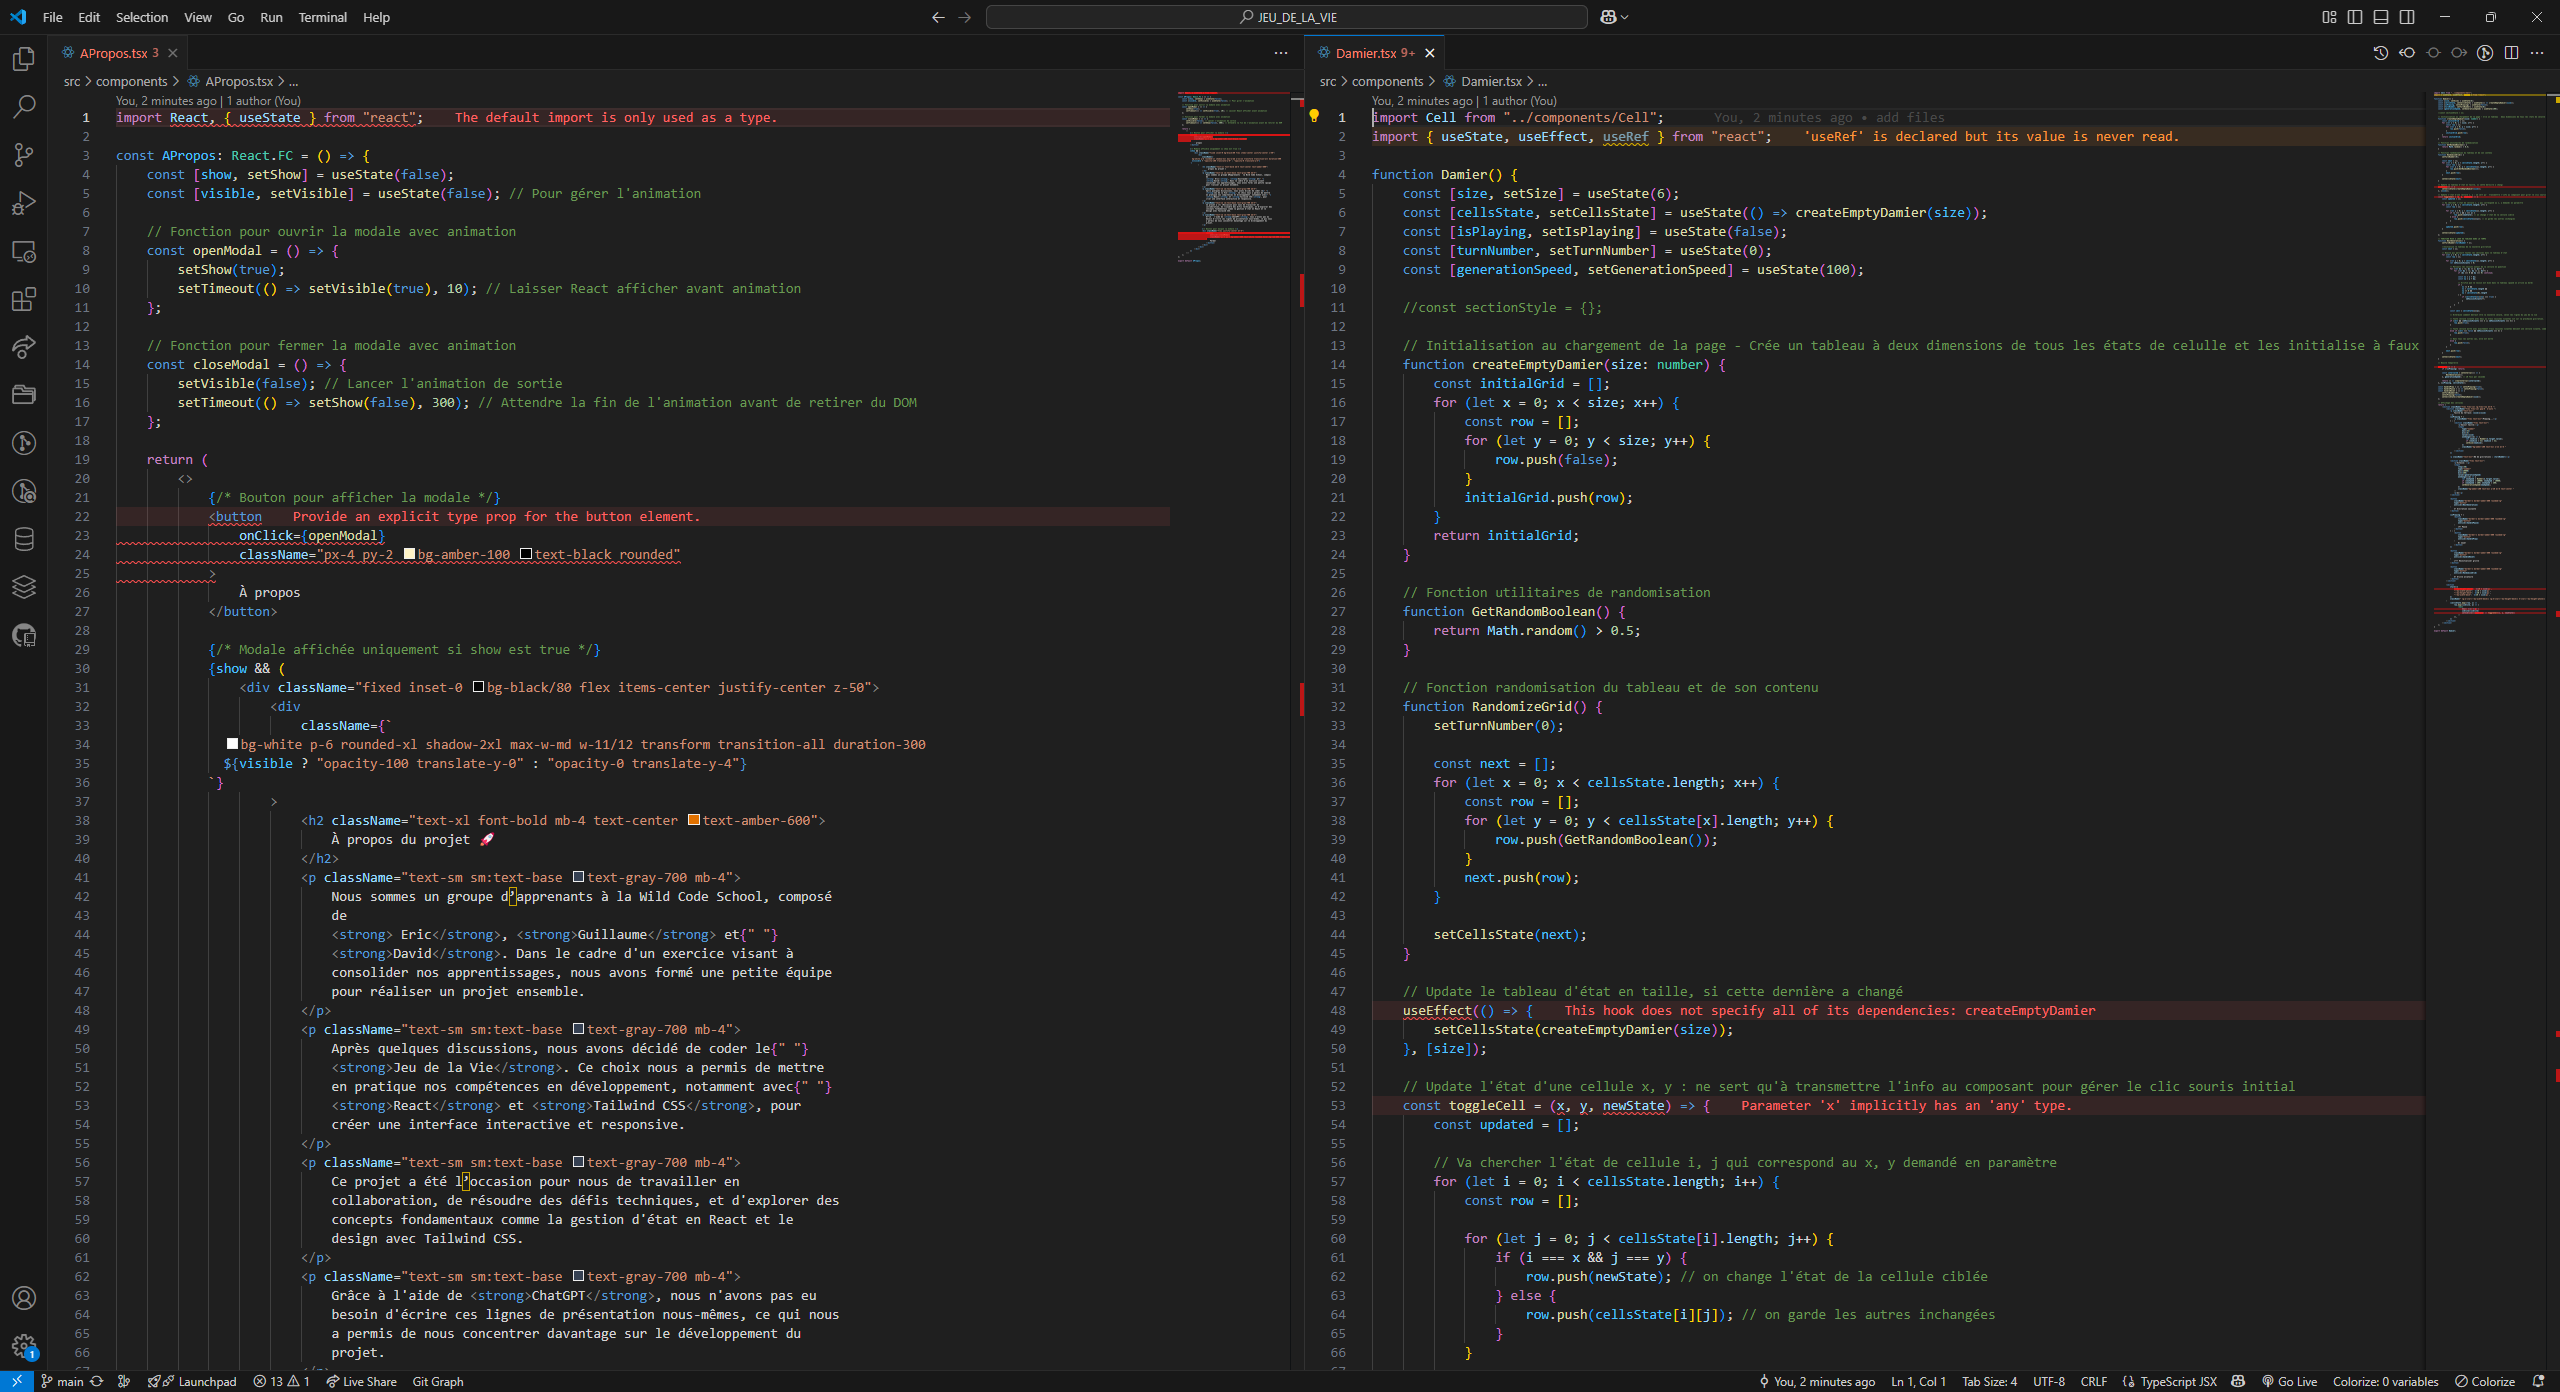 File Edit Selection View Go Run Terminal Help
JEU_DE_LA_VIE
APropos.tsx 3
src > components > APropos.tsx > ...
You, 2 minutes ago | 1 author (You)
1 import React, { useState } from "react"; The default import is only used as a type.
2
3 const APropos: React.FC = () => {
4 const [show, setShow] = useState(false);
5 const [visible, setVisible] = useState(false); // Pour gérer l'animation
6
7 // Fonction pour ouvrir la modale avec animation
8 const openModal = () => {
9 setShow(true);
10 setTimeout(() => setVisible(true), 10); // Laisser React afficher avant animation
11 };
12
13 // Fonction pour fermer la modale avec animation
14 const closeModal = () => {
15 setVisible(false); // Lancer l'animation de sortie
16 setTimeout(() => setShow(false), 300); // Attendre la fin de l'animation avant de retirer du DOM
17 };
18
19 return (
20 <>
21 {/* Bouton pour afficher la modale */}
22 <button Provide an explicit type prop for the button element.
23 onClick={openModal}
24 className="px-4 py-2 bg-amber-100 text-black rounded"
25 >
26 À propos
27 </button>
28
29 {/* Modale affichée uniquement si show est true */}
30 {show && (
31 <div className="fixed inset-0 bg-black/80 flex items-center justify-center z-50">
32 <div
33 className={`
34 bg-white p-6 rounded-xl shadow-2xl max-w-md w-11/12 transform transition-all duration-300
35 ${visible ? "opacity-100 translate-y-0" : "opacity-0 translate-y-4"}
36 `}
37 >
38 <h2 className="text-xl font-bold mb-4 text-center text-amber-600">
39 À propos du projet 🚀
40 </h2>
41 <p className="text-sm sm:text-base text-gray-700 mb-4">
42 Nous sommes un groupe d’apprenants à la Wild Code School, composé
43 de
44 <strong> Eric</strong>, <strong>Guillaume</strong> et{" "}
45 <strong>David</strong>. Dans le cadre d'un exercice visant à
46 consolider nos apprentissages, nous avons formé une petite équipe
47 pour réaliser un projet ensemble.
48 </p>
49 <p className="text-sm sm:text-base text-gray-700 mb-4">
50 Après quelques discussions, nous avons décidé de coder le{" "}
51 <strong>Jeu de la Vie</strong>. Ce choix nous a permis de mettre
52 en pratique nos compétences en développement, notamment avec{" "}
53 <strong>React</strong> et <strong>Tailwind CSS</strong>, pour
54 créer une interface interactive et responsive.
55 </p>
56 <p className="text-sm sm:text-base text-gray-700 mb-4">
57 Ce projet a été l’occasion pour nous de travailler en
58 collaboration, de résoudre des défis techniques, et d'explorer des
59 concepts fondamentaux comme la gestion d'état en React et le
60 design avec Tailwind CSS.
61 </p>
62 <p className="text-sm sm:text-base text-gray-700 mb-4">
63 Grâce à l'aide de <strong>ChatGPT</strong>, nous n'avons pas eu
64 besoin d'écrire ces lignes de présentation nous-mêmes, ce qui nous
65 a permis de nous concentrer davantage sur le développement du
66 projet.
67 </p>
Damier.tsx 9+
src > components > Damier.tsx > ...
You, 2 minutes ago | 1 author (You)
1 import Cell from "../components/Cell"; You, 2 minutes ago • add files
2 import { useState, useEffect, useRef } from "react"; 'useRef' is declared but its value is never read.
3
4 function Damier() {
5 const [size, setSize] = useState(6);
6 const [cellsState, setCellsState] = useState(() => createEmptyDamier(size));
7 const [isPlaying, setIsPlaying] = useState(false);
8 const [turnNumber, setTurnNumber] = useState(0);
9 const [generationSpeed, setGenerationSpeed] = useState(100);
10
11 //const sectionStyle = {};
12
13 // Initialisation au chargement de la page - Crée un tableau à deux dimensions de tous les états de celulle et les initialise à faux
14 function createEmptyDamier(size: number) {
15 const initialGrid = [];
16 for (let x = 0; x < size; x++) {
17 const row = [];
18 for (let y = 0; y < size; y++) {
19 row.push(false);
20 }
21 initialGrid.push(row);
22 }
23 return initialGrid;
24 }
25
26 // Fonction utilitaires de randomisation
27 function GetRandomBoolean() {
28 return Math.random() > 0.5;
29 }
30
31 // Fonction randomisation du tableau et de son contenu
32 function RandomizeGrid() {
33 setTurnNumber(0);
34
35 const next = [];
36 for (let x = 0; x < cellsState.length; x++) {
37 const row = [];
38 for (let y = 0; y < cellsState[x].length; y++) {
39 row.push(GetRandomBoolean());
40 }
41 next.push(row);
42 }
43
44 setCellsState(next);
45 }
46
47 // Update le tableau d'état en taille, si cette dernière a changé
48 useEffect(() => { This hook does not specify all of its dependencies: createEmptyDamier
49 setCellsState(createEmptyDamier(size));
50 }, [size]);
51
52 // Update l'état d'une cellule x, y : ne sert qu'à transmettre l'info au composant pour gérer le clic souris initial
53 const toggleCell = (x, y, newState) => { Parameter 'x' implicitly has an 'any' type.
54 const updated = [];
55
56 // Va chercher l'état de cellule i, j qui correspond au x, y demandé en paramètre
57 for (let i = 0; i < cellsState.length; i++) {
58 const row = [];
59
60 for (let j = 0; j < cellsState[i].length; j++) {
61 if (i === x && j === y) {
62 row.push(newState); // on change l'état de la cellule ciblée
63 } else {
64 row.push(cellsState[i][j]); // on garde les autres inchangées
65 }
66 }
1
main Launchpad 13 1 Live Share Git Graph
You, 2 minutes ago Ln 1, Col 1 Tab Size: 4 UTF-8 CRLF {} TypeScript JSX Go Live Colorize: 0 variables Colorize